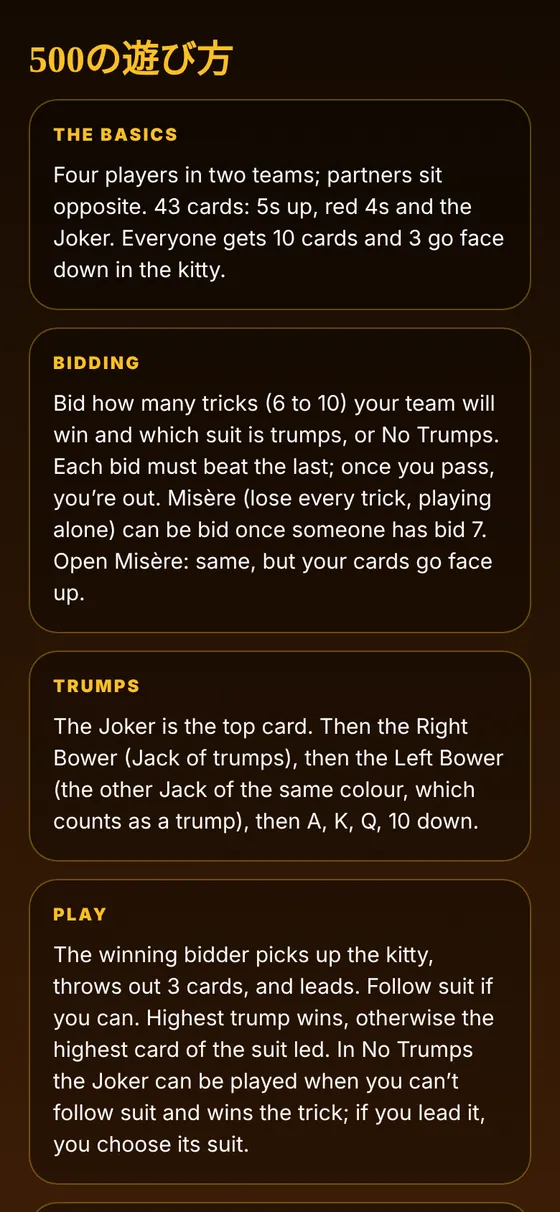 500の遊び方
THE BASICS
Four players in two teams; partners sit
opposite. 43 cards: 5s up, red 4s and the
Joker. Everyone gets 10 cards and 3 go face
down in the kitty.
BIDDING
Bid how many tricks (6 to 10) your team will
win and which suit is trumps, or No Trumps.
Each bid must beat the last; once you pass,
you’re out. Misère (lose every trick, playing
alone) can be bid once someone has bid 7.
Open Misère: same, but your cards go face
up.
TRUMPS
The Joker is the top card. Then the Right
Bower (Jack of trumps), then the Left Bower
(the other Jack of the same colour, which
counts as a trump), then A, K, Q, 10 down.
PLAY
The winning bidder picks up the kitty,
throws out 3 cards, and leads. Follow suit if
you can. Highest trump wins, otherwise the
highest card of the suit led. In No Trumps
the Joker can be played when you can’t
follow suit and wins the trick; if you lead it,
you choose its suit.